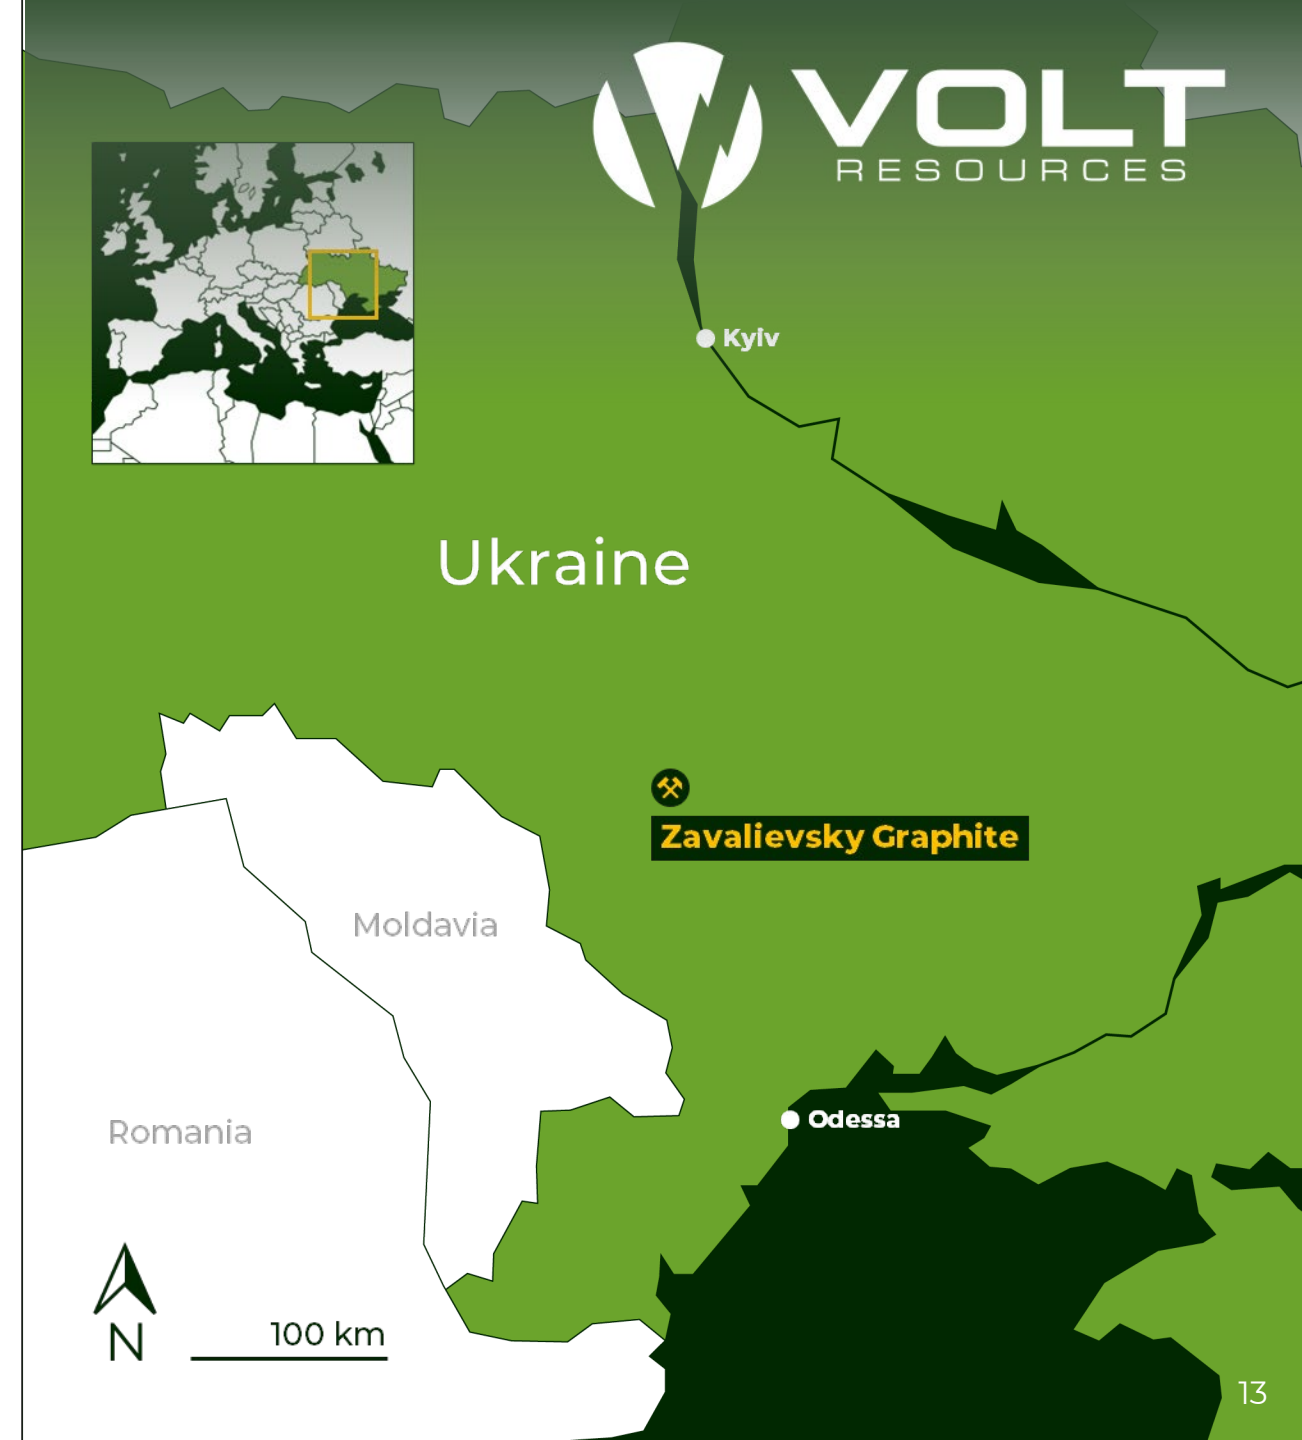 VOLT
RESOURCES
Kyiv
Ukraine
Zavalievsky Graphite
Moldavia
Odessa
Romania
N
100 km
13